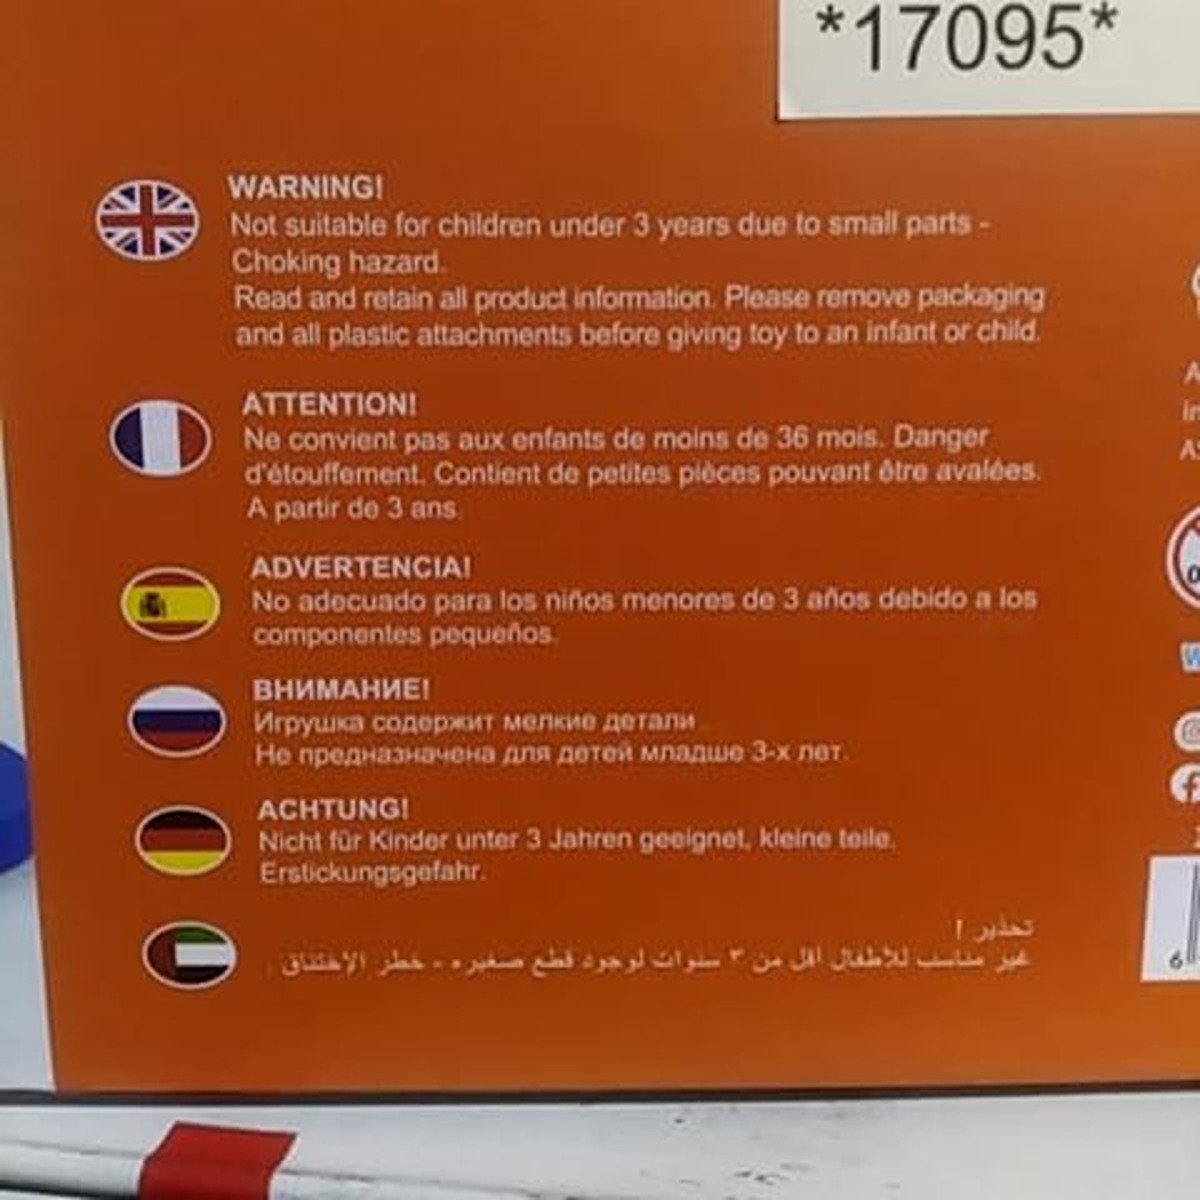 *17095*
WARNING!
Not suitable for children under 3 years due to small parts -
Choking hazard.
Read and retain all product information. Please remove packaging
and all plastic attachments before giving toy to an infant or child.
ATTENTION!
Ne convient pas aux enfants de moins de 36 mois. Danger
d'étouffement. Contient de petites pièces pouvant être avalées.
A partir de 3 ans.
ADVERTENCIA!
No adecuado para los niños menores de 3 años debido a los
componentes pequeños.
ВНИМАНИЕ!
Игрушка содержит мелкие детали
Не предназначена для детей младше 3-х лет.
ACHTUNG!
Nicht für Kinder unter 3 Jahren geeignet, kleine teile.
Erstickungsgefahr.
تحذير !
غير مناسب للأطفال أقل من ٣ سنوات لوجود قطع صغيره - خطر الإختناق .
6